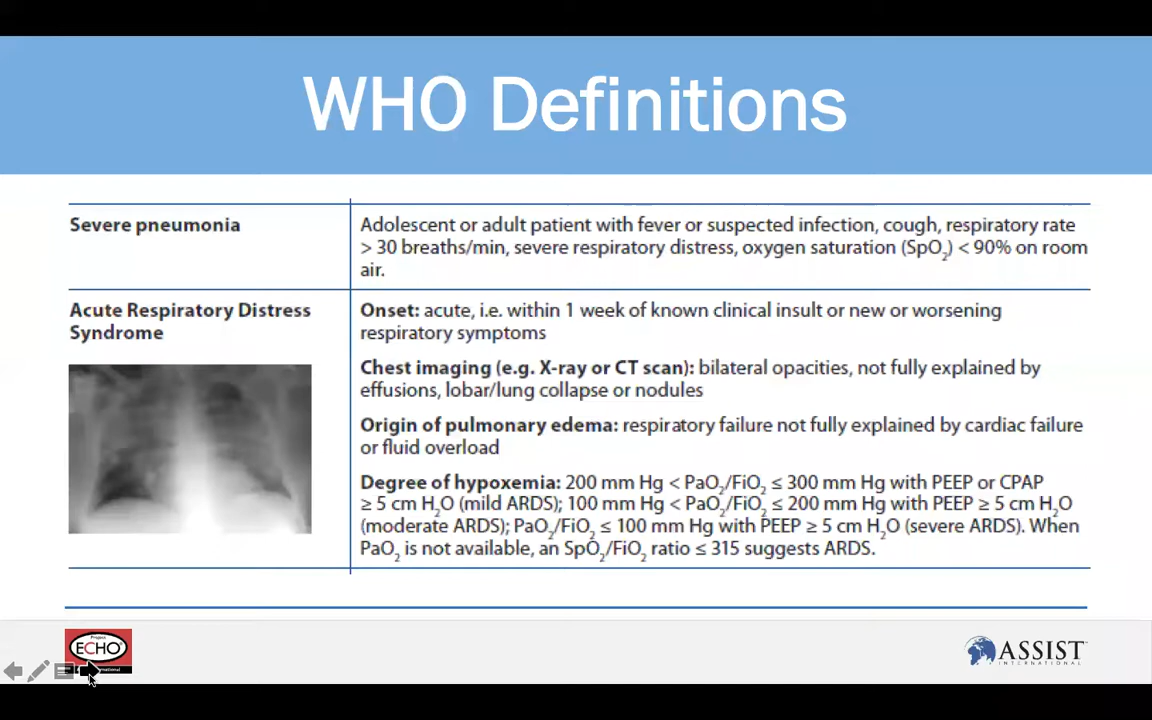 WHO Definitions
Severe pneumonia
Adolescent or adult patient with fever or suspected infection, cough, respiratory rate
> 30 breaths/min, severe respiratory distress, oxygen saturation (SpO₂) < 90% on room
air.
Acute Respiratory Distress
Syndrome
Onset: acute, i.e. within 1 week of known clinical insult or new or worsening
respiratory symptoms
Chest imaging (e.g. X-ray or CT scan): bilateral opacities, not fully explained by
effusions, lobar/lung collapse or nodules
Origin of pulmonary edema: respiratory failure not fully explained by cardiac failure
or fluid overload
Degree of hypoxemia: 200 mm Hg < PaO₂/FiO₂ ≤ 300 mm Hg with PEEP or CPAP
≥ 5 cm H₂O (mild ARDS); 100 mm Hg < PaO₂/FiO₂ ≤ 200 mm Hg with PEEP ≥ 5 cm H₂O
(moderate ARDS); PaO₂/FiO₂ ≤ 100 mm Hg with PEEP ≥ 5 cm H₂O (severe ARDS). When
PaO₂ is not available, an SpO₂/FiO₂ ratio ≤ 315 suggests ARDS.
Project
ECHO
ASSIST
INTERNATIONAL